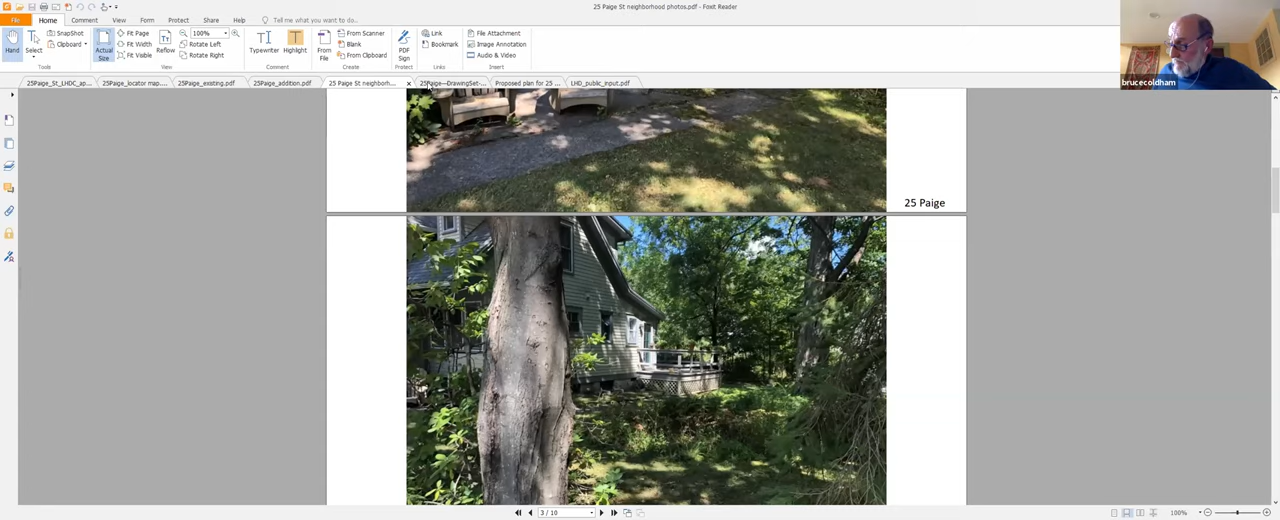 25 Paige St neighborhood photos.pdf - Foxit Reader
File Home Comment View Form Protect Share Help Tell me what you want to do..
Hand
Select
SnapShot
Clipboard
Actual Size
Fit Page
Fit Width
Fit Visible
Reflow
100%
Rotate Left
Rotate Right
Typewriter
Highlight
From File
From Scanner
Blank
From Clipboard
PDF Sign
Link
Bookmark
File Attachment
Image Annotation
Audio & Video
Tools View Comment Create Protect Links Insert
25Paige_St_LHDC_ap... 25Paige_locator map.... 25Paige_existing.pdf 25Paige_addition.pdf 25 Paige St neighborh... 25Paige--DrawingSet-... Proposed plan for 25 ... LHD_public_input.pdf
brucecoldham
25 Paige
3 / 10
100%